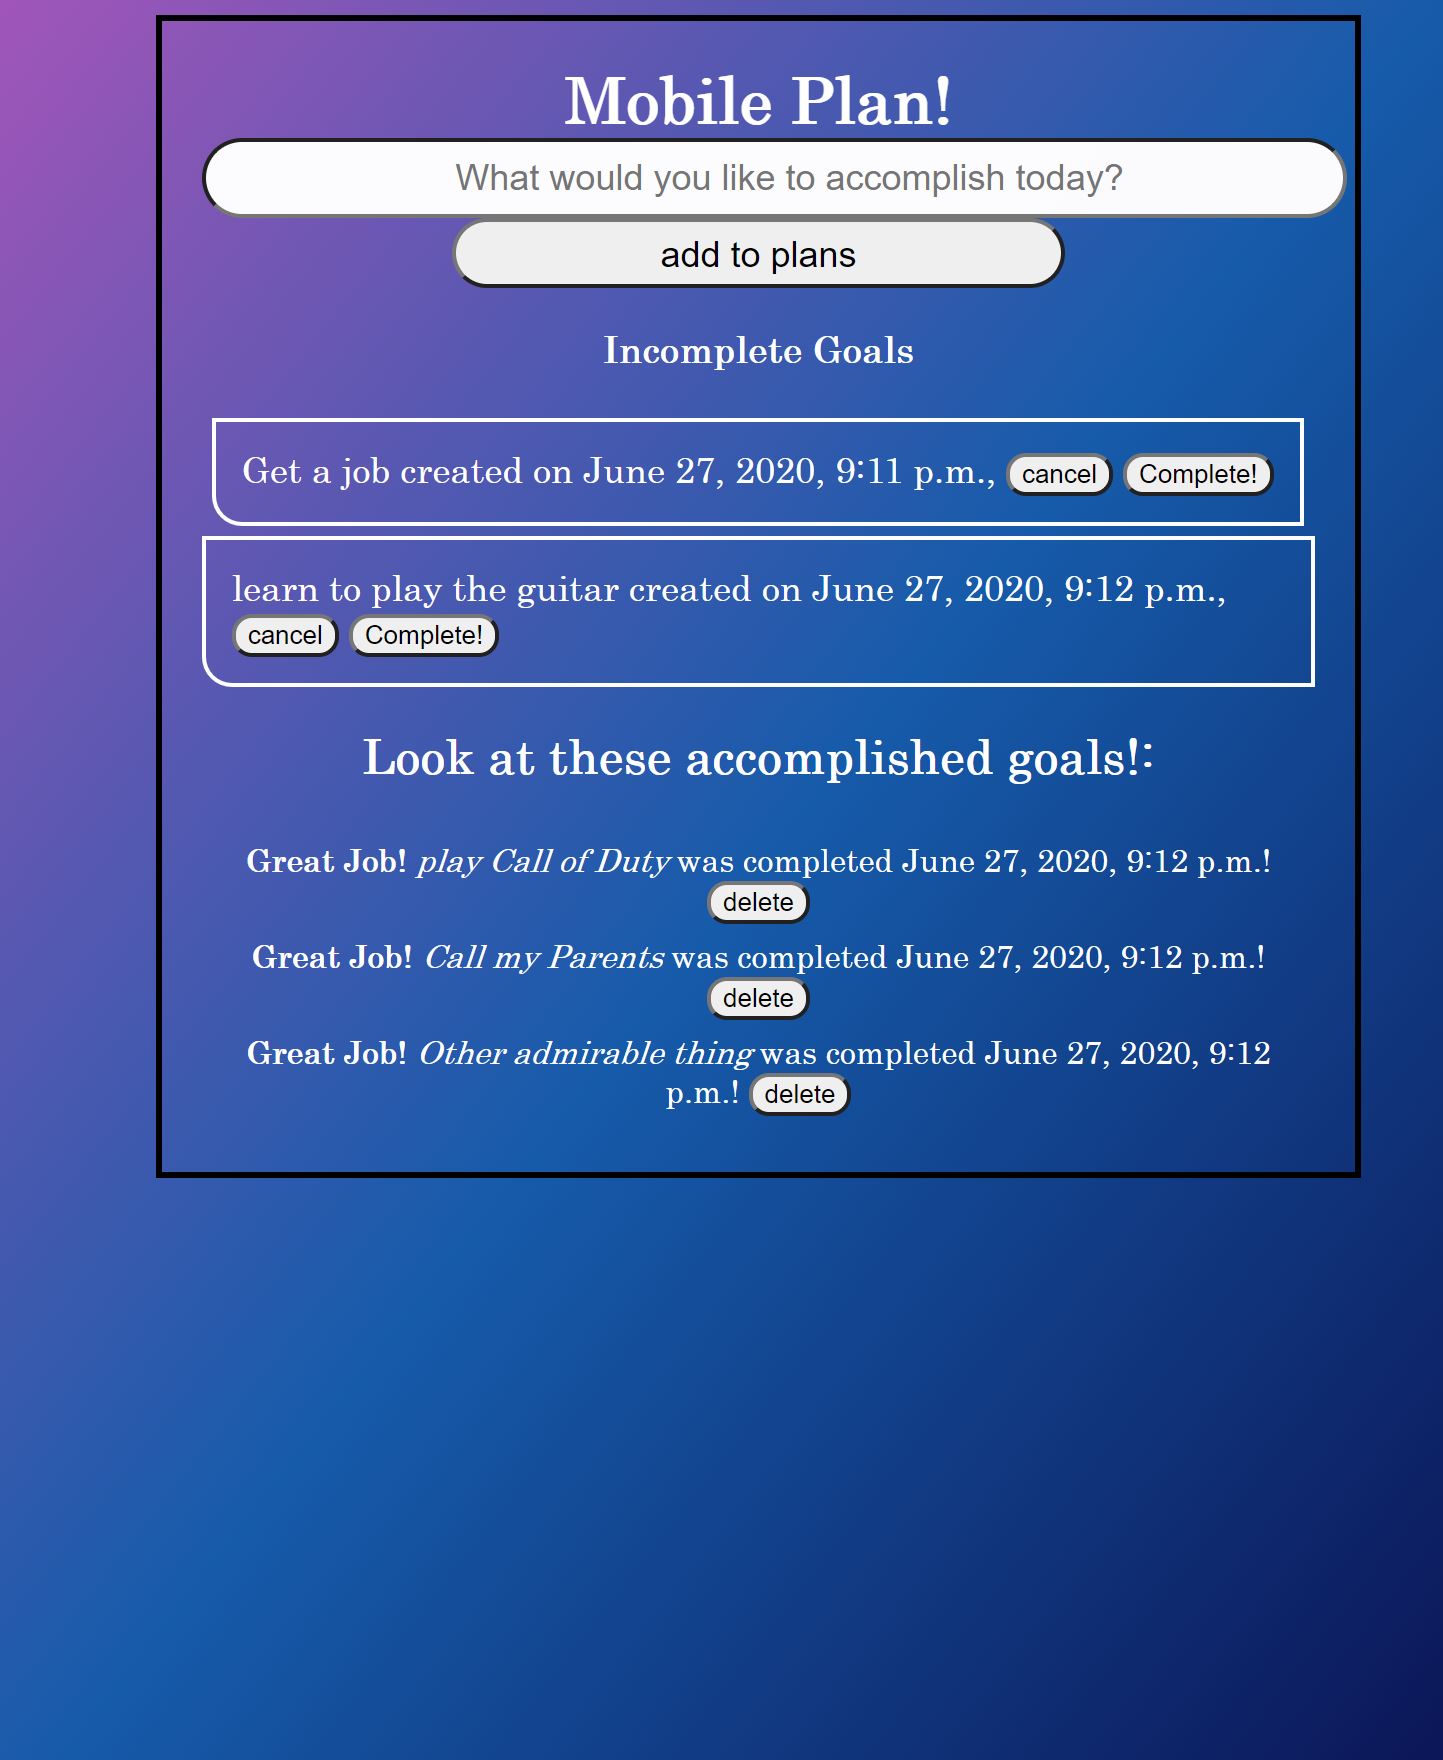 Mobile Plan!
What would you like to accomplish today?
add to plans
Incomplete Goals
Get a job created on June 27, 2020, 9:11 p.m., cancel Complete!
learn to play the guitar created on June 27, 2020, 9:12 p.m.,
cancel Complete!
Look at these accomplished goals!:
Great Job! play Call of Duty was completed June 27, 2020, 9:12 p.m.!
delete
Great Job! Call my Parents was completed June 27, 2020, 9:12 p.m.!
delete
Great Job! Other admirable thing was completed June 27, 2020, 9:12
p.m.! delete